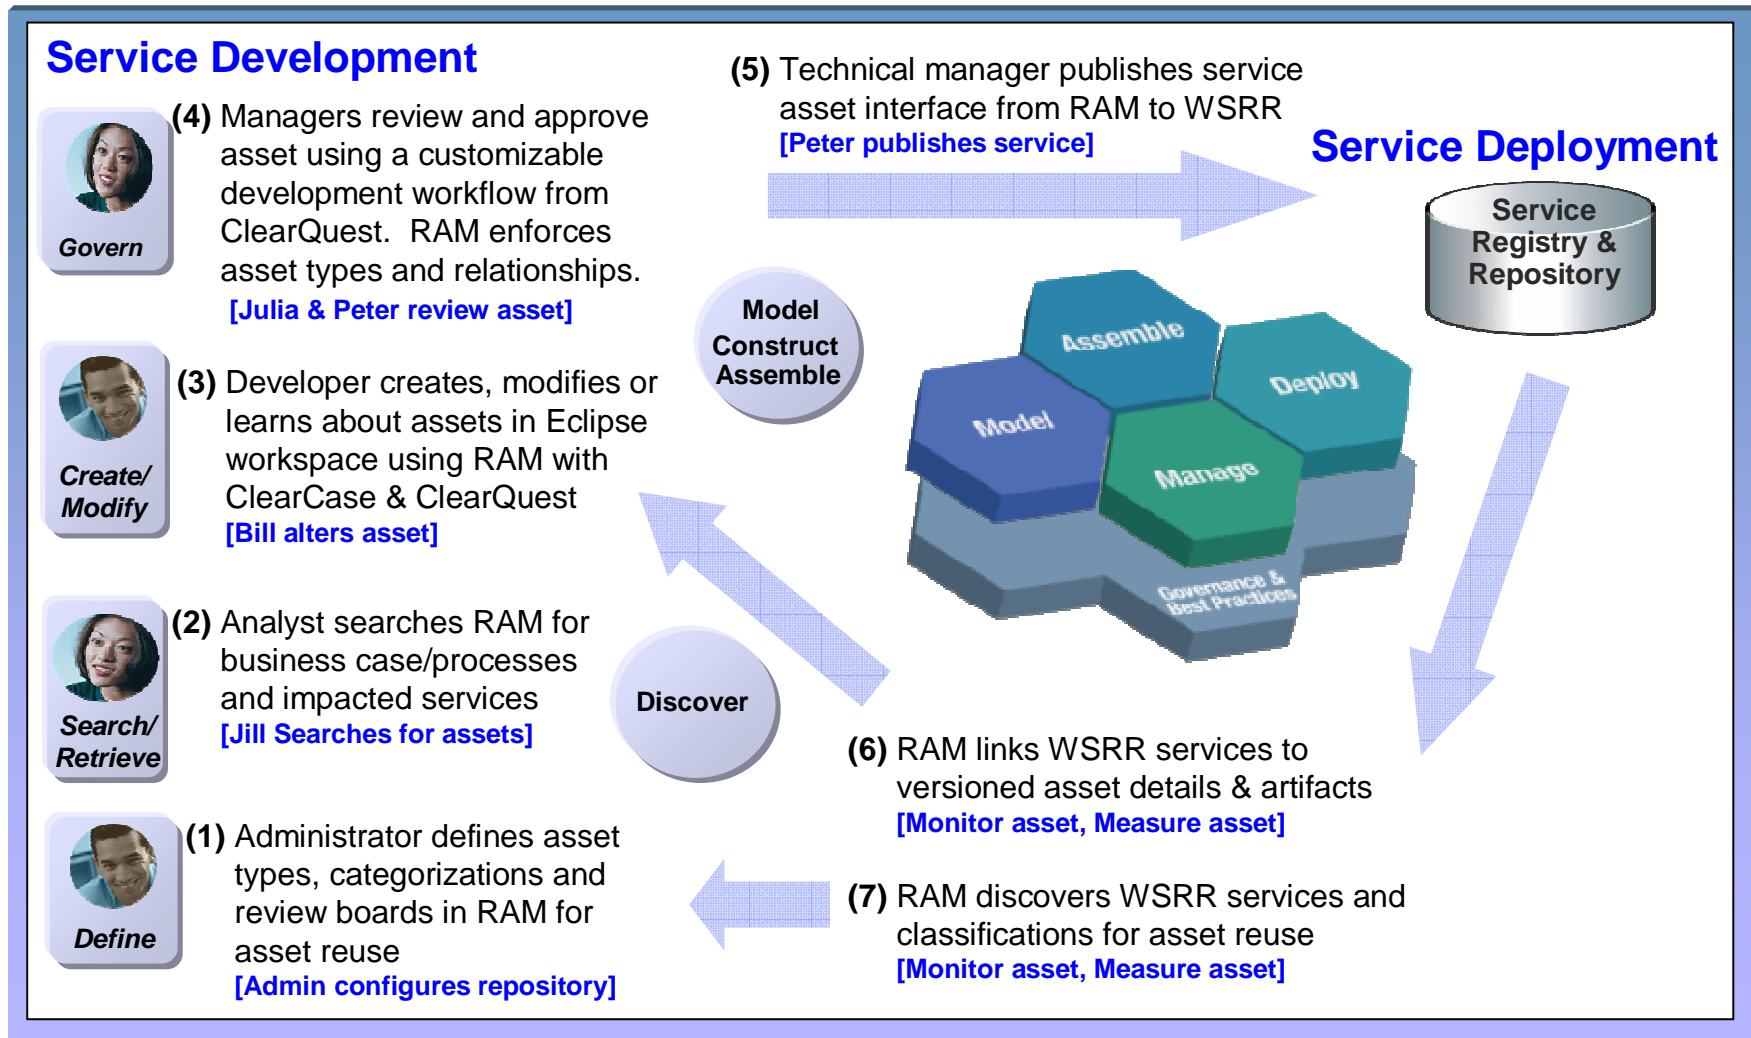 Service Development
(4) Managers review and approve
asset using a customizable
development workflow from
ClearQuest.  RAM enforces
asset types and relationships.
[Julia & Peter review asset]
Govern
(3) Developer creates, modifies or
learns about assets in Eclipse
workspace using RAM with
ClearCase & ClearQuest
[Bill alters asset]
Create/
Modify
(2) Analyst searches RAM for
business case/processes
and impacted services
[Jill Searches for assets]
Search/
Retrieve
(1) Administrator defines asset
types, categorizations and
review boards in RAM for
asset reuse
[Admin configures repository]
Define
(5) Technical manager publishes service
asset interface from RAM to WSRR
[Peter publishes service]
Service Deployment
Service
Registry &
Repository
Model
Construct
Assemble
Assemble
Deploy
Model
Manage
Governance &
Best Practices
Discover
(6) RAM links WSRR services to
versioned asset details & artifacts
[Monitor asset, Measure asset]
(7) RAM discovers WSRR services and
classifications for asset reuse
[Monitor asset, Measure asset]